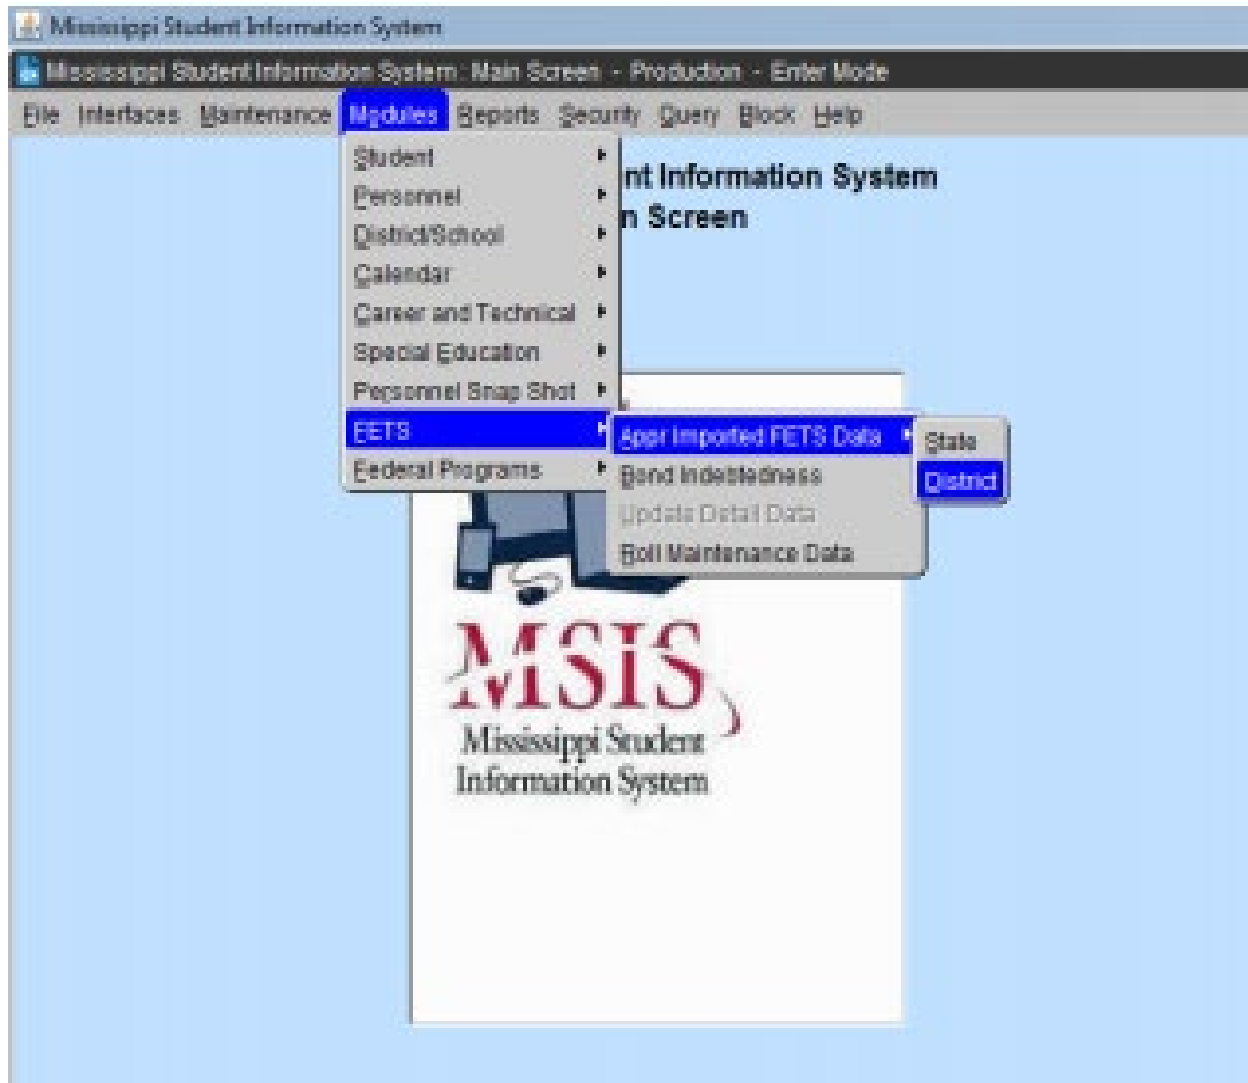 Mississippi Student Information System
Mississippi Student Information System: Main Screen - Production - Enter Mode
File Interfaces Maintenance Modules Reports Security Query Block Help
nt Information System
n Screen
Student
Personnel
District/School
Calendar
Career and Technical
Special Education
Personnel Snap Shot
FETS
Federal Programs
Appr Imported FETS Data
Bond Indebtedness
Update Detail Data
Roll Maintenance Data
State
District
MSIS
Mississippi Student
Information System